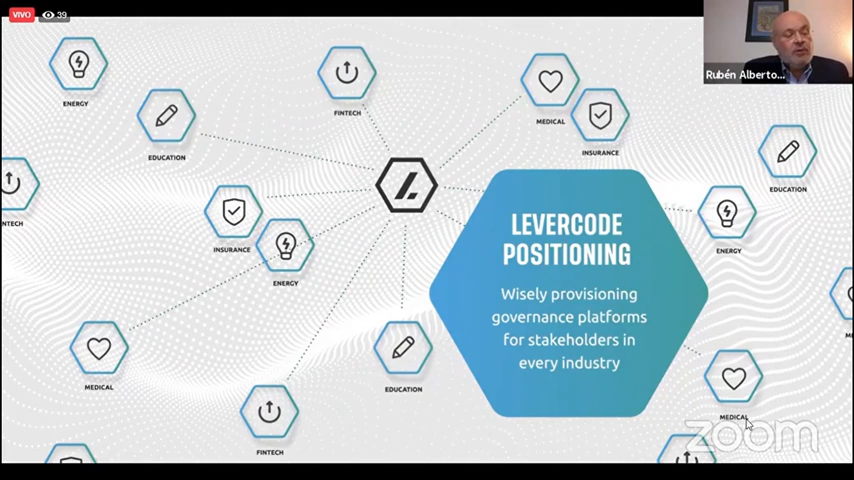 VIVO 39
Rubén Alberto...
ENERGY
FINTECH
MEDICAL
EDUCATION
INSURANCE
EDUCATION
NTECH
INSURANCE
ENERGY
LEVERCODE
POSITIONING
Wisely provisioning
governance platforms
for stakeholders in
every industry
ENERGY
MEDICAL
EDUCATION
MEDICAL
FINTECH
zoom